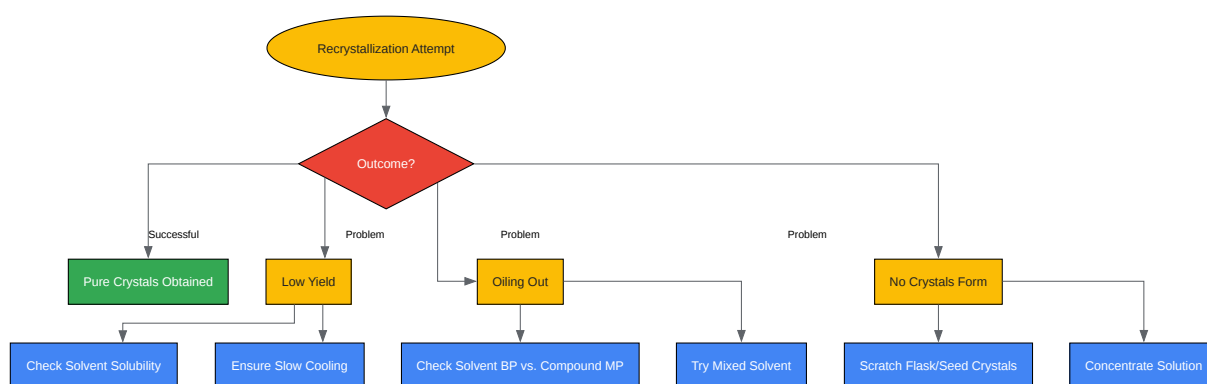 Recrystallization Attempt
Outcome?
Successful
Problem
Problem
Problem
Pure Crystals Obtained
Low Yield
Oiling Out
No Crystals Form
Check Solvent Solubility
Ensure Slow Cooling
Check Solvent BP vs. Compound MP
Try Mixed Solvent
Scratch Flask/Seed Crystals
Concentrate Solution